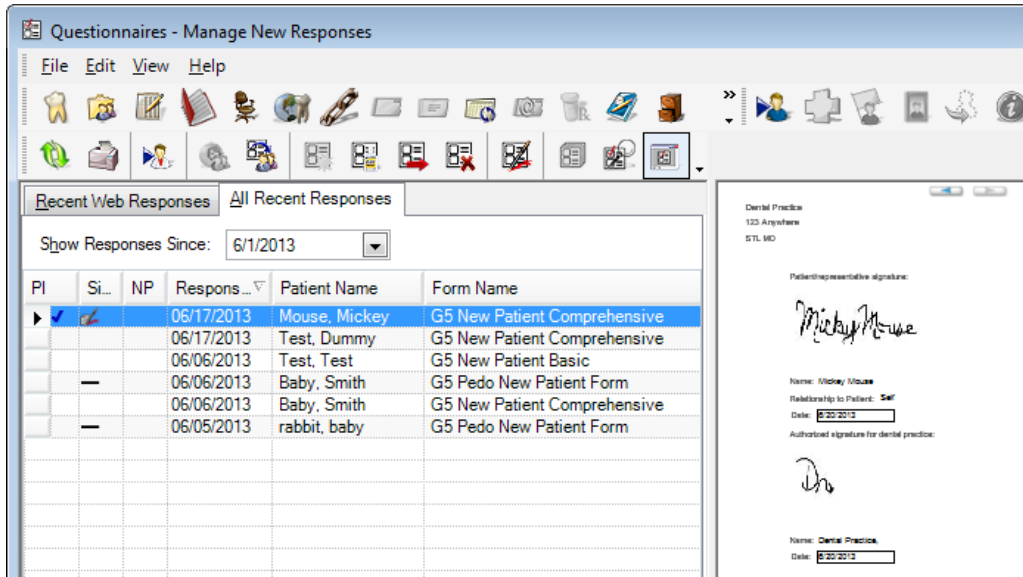 Questionnaires - Manage New Responses
File Edit View Help
Recent Web Responses All Recent Responses
Show Responses Since: 6/1/2013
PI Si... NP Respons... Patient Name Form Name
06/17/2013 Mouse, Mickey G5 New Patient Comprehensive
06/17/2013 Test, Dummy G5 New Patient Comprehensive
06/06/2013 Test, Test G5 New Patient Basic
06/06/2013 Baby, Smith G5 Pedo New Patient Form
06/06/2013 Baby, Smith G5 New Patient Comprehensive
06/05/2013 rabbit, baby G5 Pedo New Patient Form
Dental Practice
123 Anywhere
STL MO
Patient/representative signature:
Micky Mouse
Name: Mickey Mouse
Relationship to Patient: Self
Date: 6/20/2013
Authorized signature for dental practice:
Name: Dental Practice,
Date: 6/20/2013